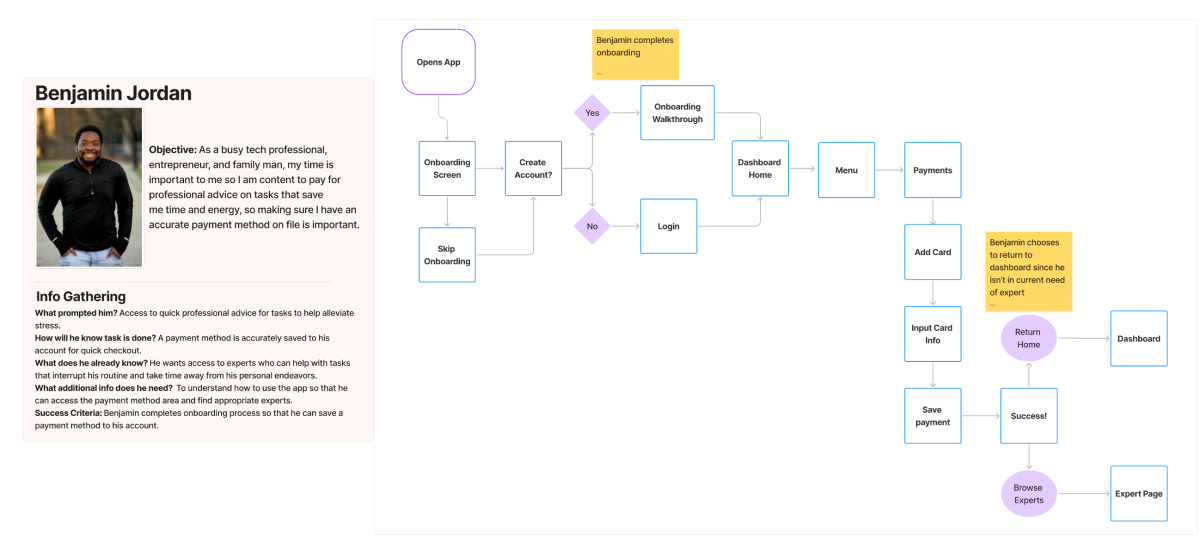 Benjamin Jordan
Objective: As a busy tech professional,
entrepreneur, and family man, my time is
important to me so I am content to pay for
professional advice on tasks that save
me time and energy, so making sure I have an
accurate payment method on file is important.
Info Gathering
What prompted him? Access to quick professional advice for tasks to help alleviate
stress.
How will he know task is done? A payment method is accurately saved to his
account for quick checkout.
What does he already know? He wants access to experts who can help with tasks
that interrupt his routine and take time away from his personal endeavors.
What additional info does he need? To understand how to use the app so that he
can access the payment method area and find appropriate experts.
Success Criteria: Benjamin completes onboarding process so that he can save a
payment method to his account.
Opens App
Onboarding
Screen
Skip
Onboarding
Create
Account?
Yes
No
Benjamin completes
onboarding
...
Onboarding
Walkthrough
Login
Dashboard
Home
Menu
Payments
Add Card
Input Card
Info
Save
payment
Success!
Benjamin chooses
to return to
dashboard since he
isn't in current need
of expert
...
Return
Home
Dashboard
Browse
Experts
Expert Page